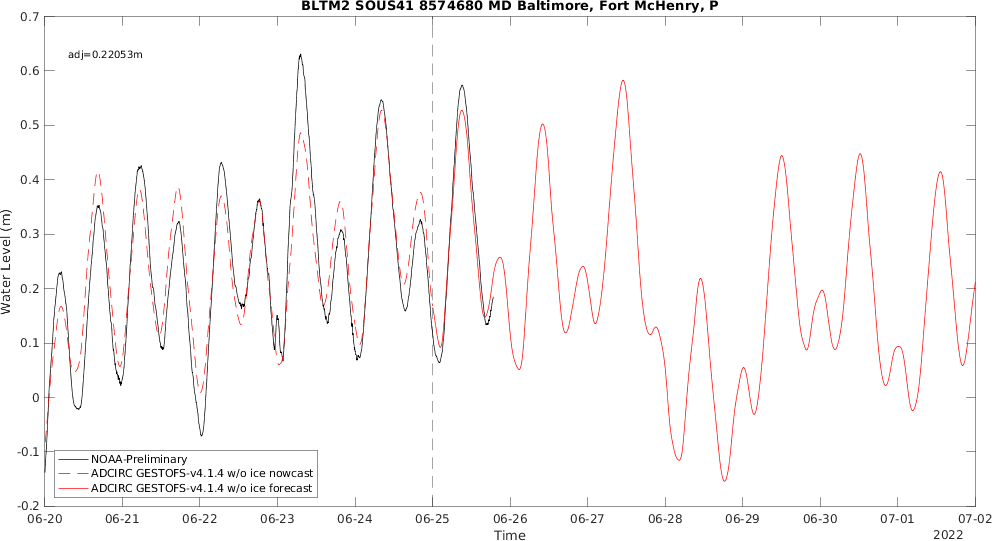 BLTM2 SOUS41 8574680 MD Baltimore, Fort McHenry, P
adj=0.22053m
Water Level (m)
0.7
0.6
0.5
0.4
0.3
0.2
0.1
0
-0.1
-0.2
NOAA-Preliminary
ADCIRC GESTOFS-v4.1.4 w/o ice nowcast
ADCIRC GESTOFS-v4.1.4 w/o ice forecast
06-20 06-21 06-22 06-23 06-24 06-25 06-26 06-27 06-28 06-29 06-30 07-01 07-02
Time
2022